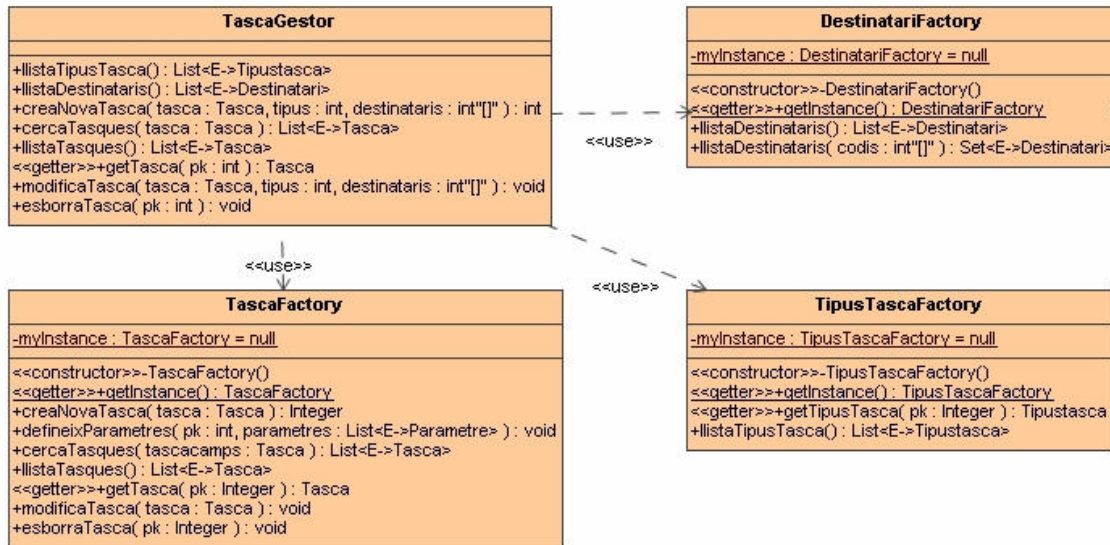 TascaGestor
+llistaTipusTasca() : List<E->Tipustasca>
+llistaDestinataris() : List<E->Destinatari>
+creaNovaTasca( tasca : Tasca, tipus : int, destinataris : int"[]" ) : int
+cercaTasques( tasca : Tasca ) : List<E->Tasca>
+llistaTasques() : List<E->Tasca>
<<getter>>+getTasca( pk : int ) : Tasca
+modificaTasca( tasca : Tasca, tipus : int, destinataris : int"[]" ) : void
+esborraTasca( pk : int ) : void
DestinatariFactory
-myInstance : DestinatariFactory = null
<<constructor>>-DestinatariFactory()
<<getter>>+getInstance() : DestinatariFactory
+llistaDestinataris() : List<E->Destinatari>
+llistaDestinataris( codis : int"[]" ) : Set<E->Destinatari>
<<use>>
<<use>>
<<use>>
TascaFactory
-myInstance : TascaFactory = null
<<constructor>>-TascaFactory()
<<getter>>+getInstance() : TascaFactory
+creaNovaTasca( tasca : Tasca ) : Integer
+defineixParametres( pk : int, parametres : List<E->Parametre> ) : void
+cercaTasques( tascacamps : Tasca ) : List<E->Tasca>
+llistaTasques() : List<E->Tasca>
<<getter>>+getTasca( pk : Integer ) : Tasca
+modificaTasca( tasca : Tasca ) : void
+esborraTasca( pk : Integer ) : void
TipusTascaFactory
-myInstance : TipusTascaFactory = null
<<constructor>>-TipusTascaFactory()
<<getter>>+getInstance() : TipusTascaFactory
<<getter>>+getTipusTasca( pk : Integer ) : Tipustasca
+llistaTipusTasca() : List<E->Tipustasca>